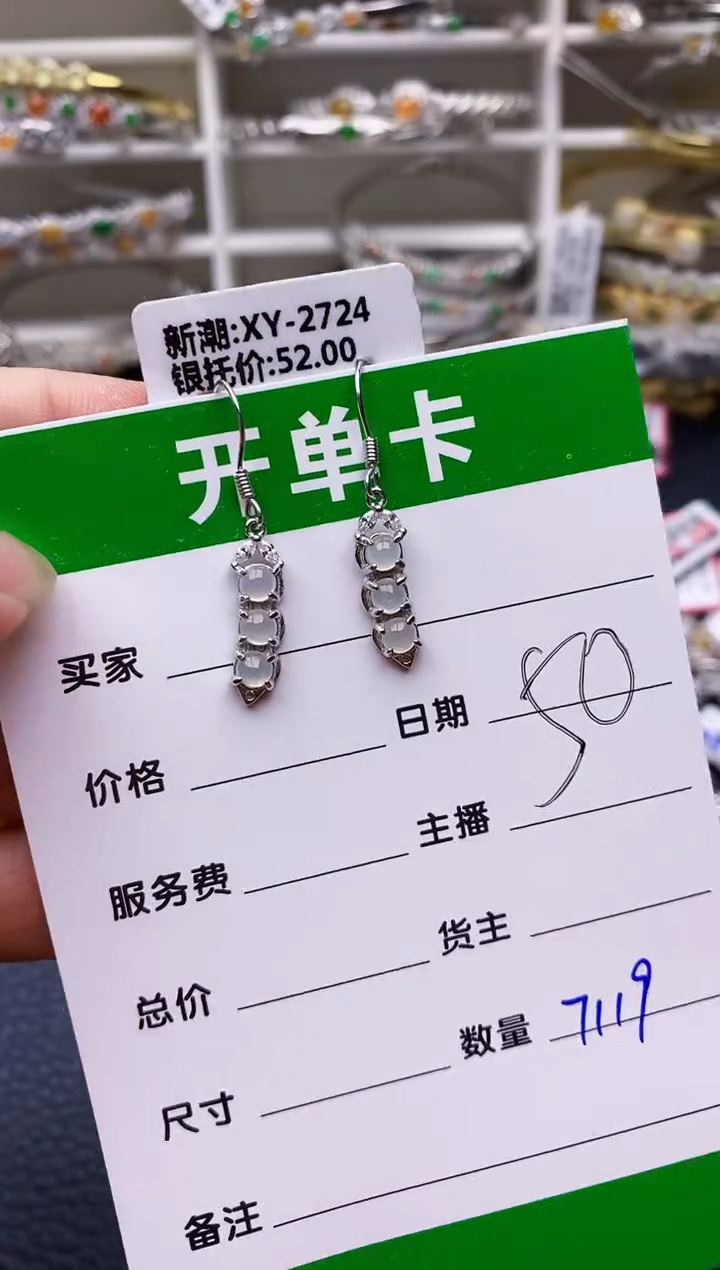 新潮:XY-2724
银托价:52.00
开单卡
买家
日期 50
价格
主播
服务费
货主
总价
数量 7119
尺寸
备注